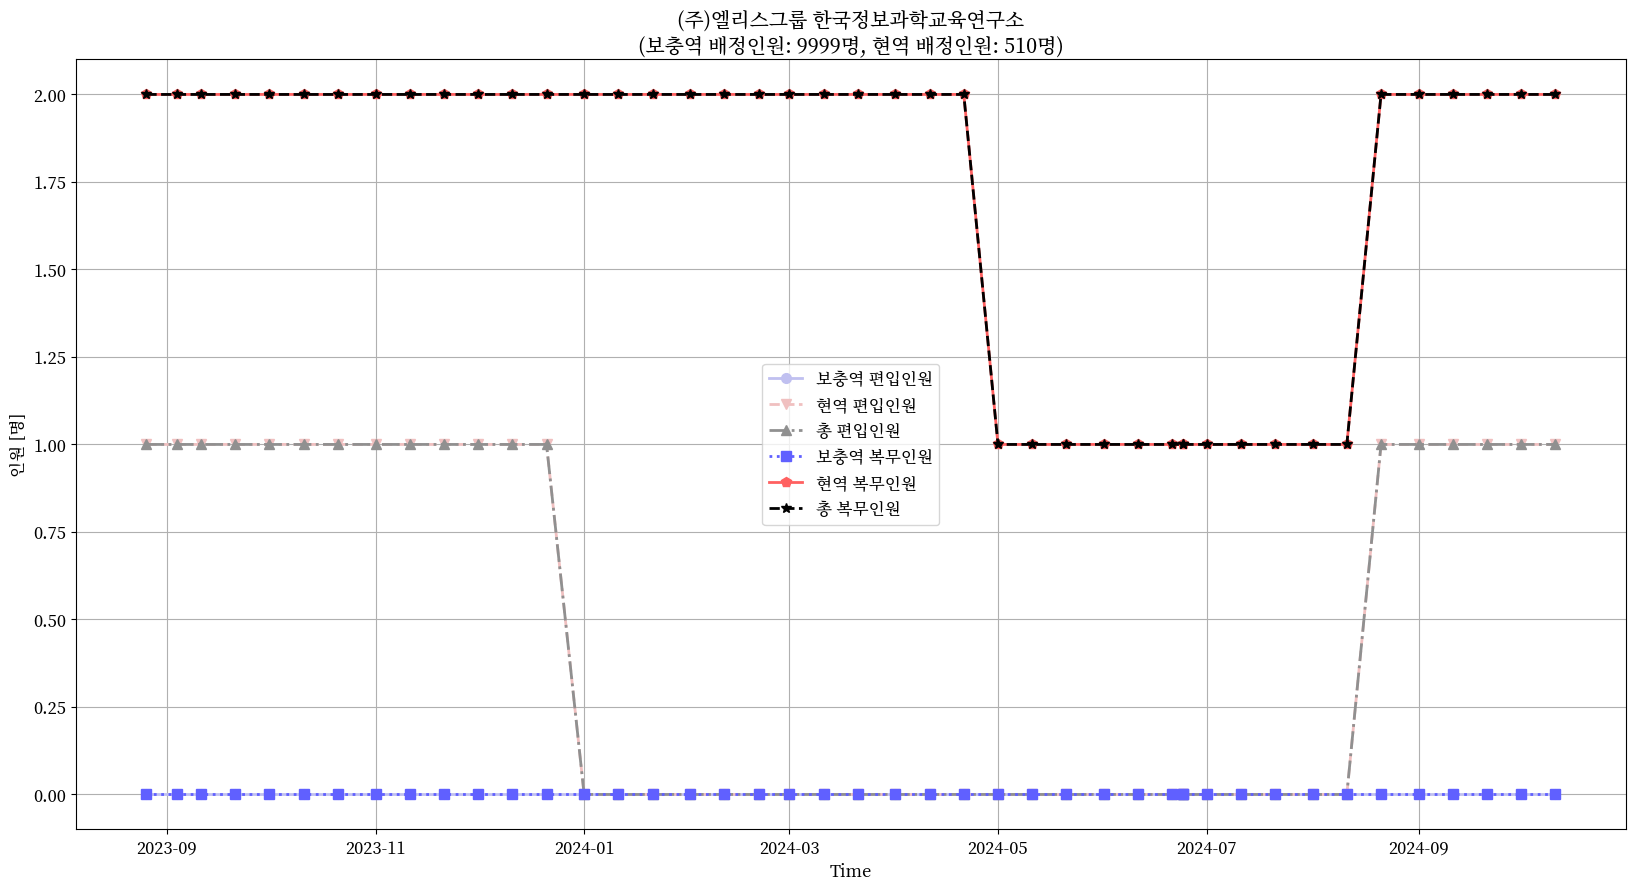 (주)엘리스그룹 한국정보과학교육연구소
(보충역 배정인원: 9999명, 현역 배정인원: 510명)
인원 [명]
2.00
1.75
1.50
1.25
1.00
0.75
0.50
0.25
0.00
보충역 편입인원
현역 편입인원
총 편입인원
보충역 복무인원
현역 복무인원
총 복무인원
2023-09 2023-11 2024-01 2024-03 2024-05 2024-07 2024-09
Time